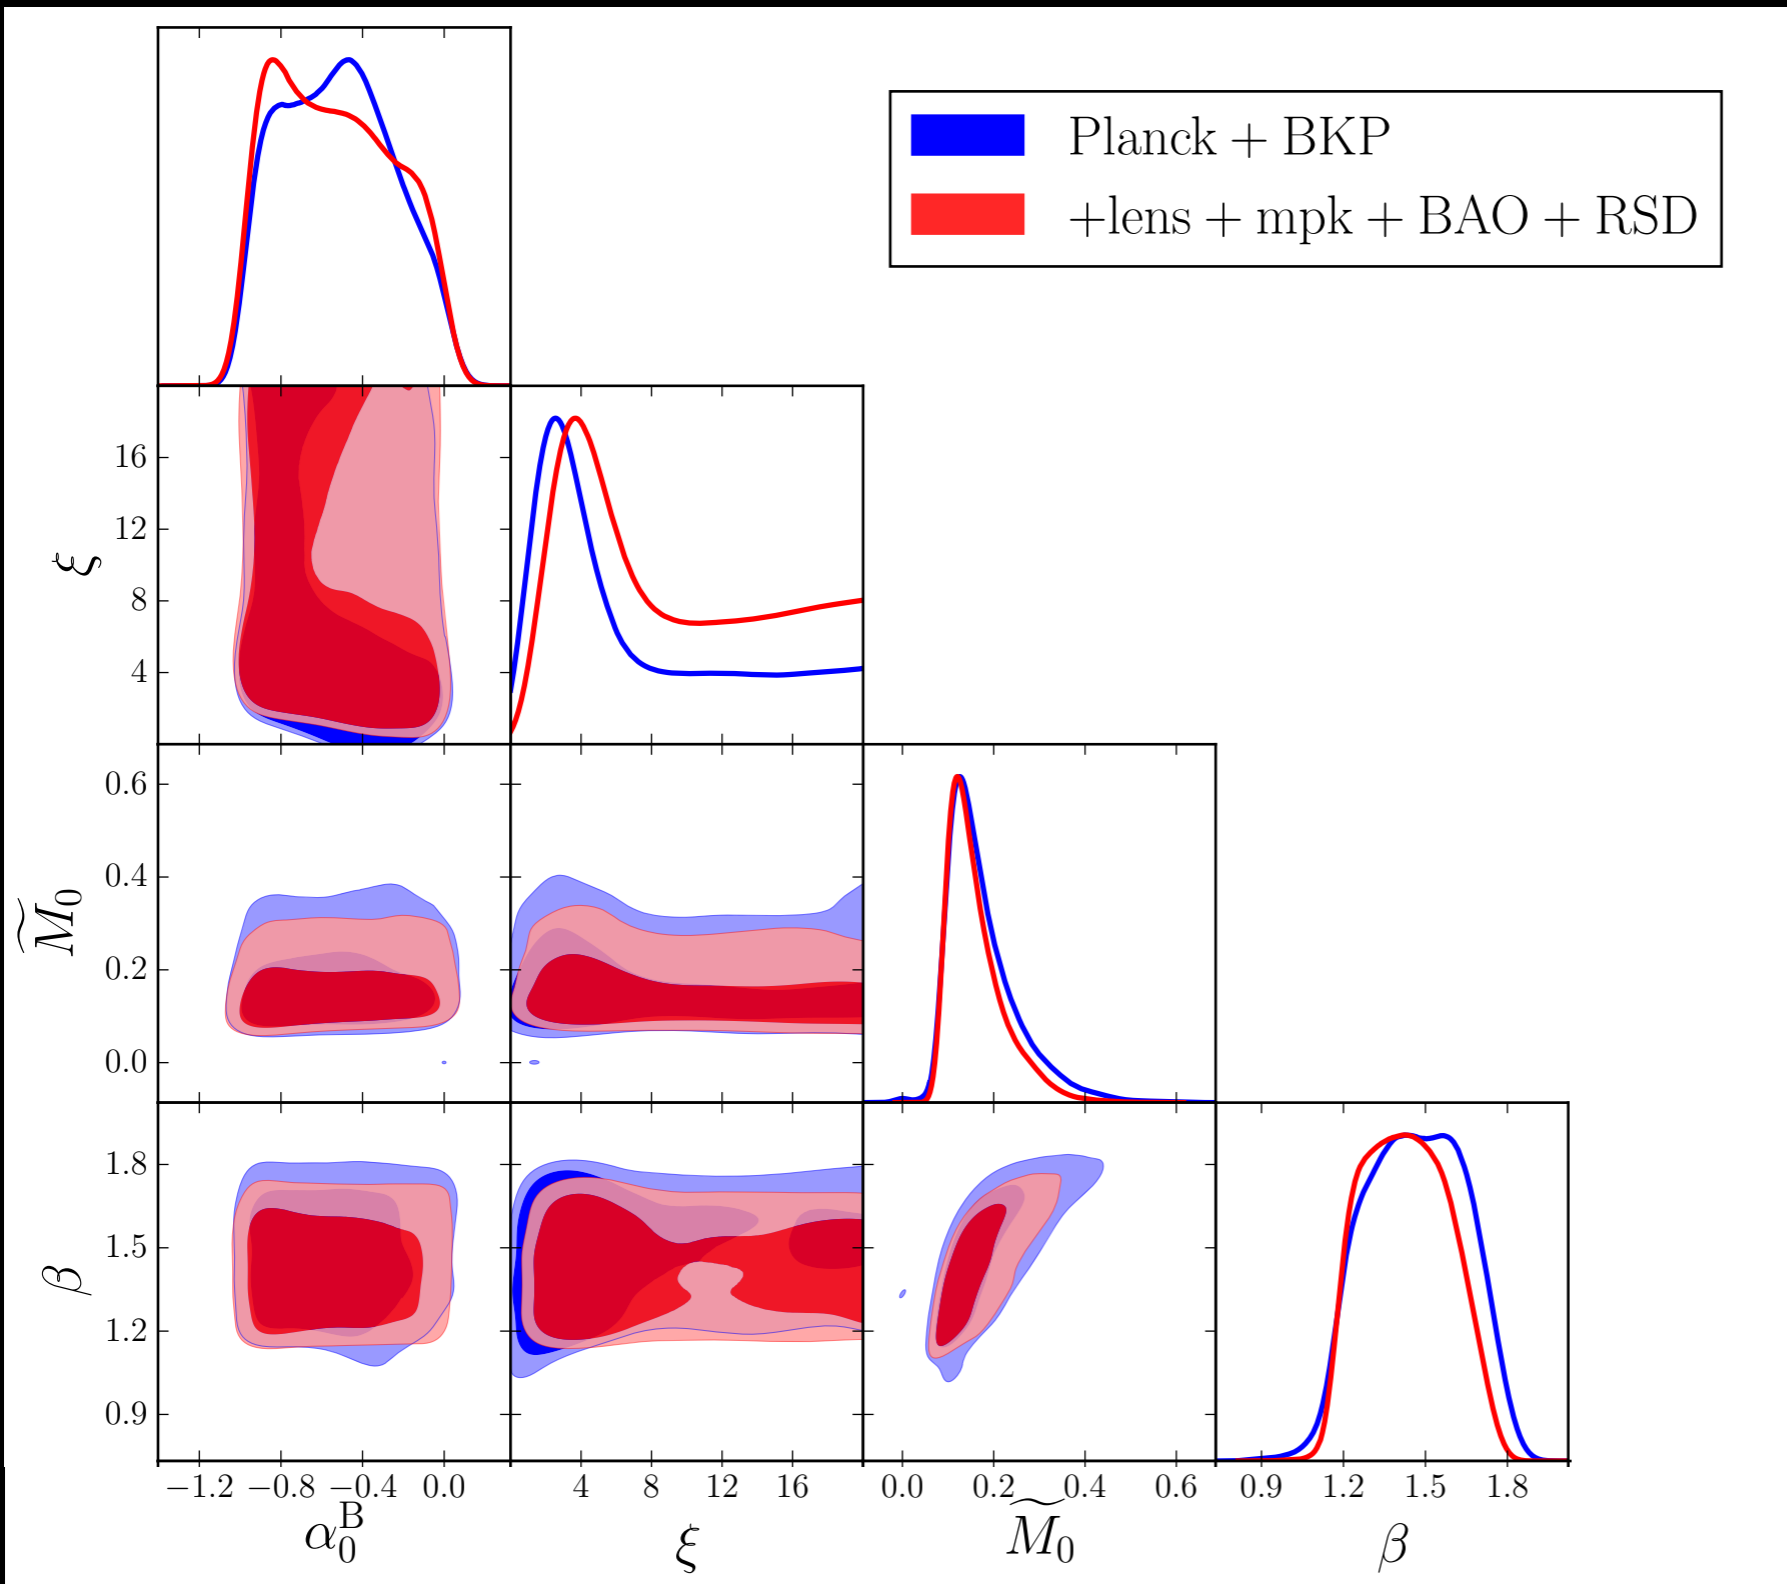 Planck + BKP
+lens + mpk + BAO + RSD
16
12
8
4
ξ
0.6
0.4
0.2
0.0
M̃₀
1.8
1.5
1.2
0.9
β
−1.2 −0.8 −0.4 0.0
4 8 12 16
0.0 0.2 0.4 0.6
0.9 1.2 1.5 1.8
α₀ᴮ
ξ
M̃₀
β